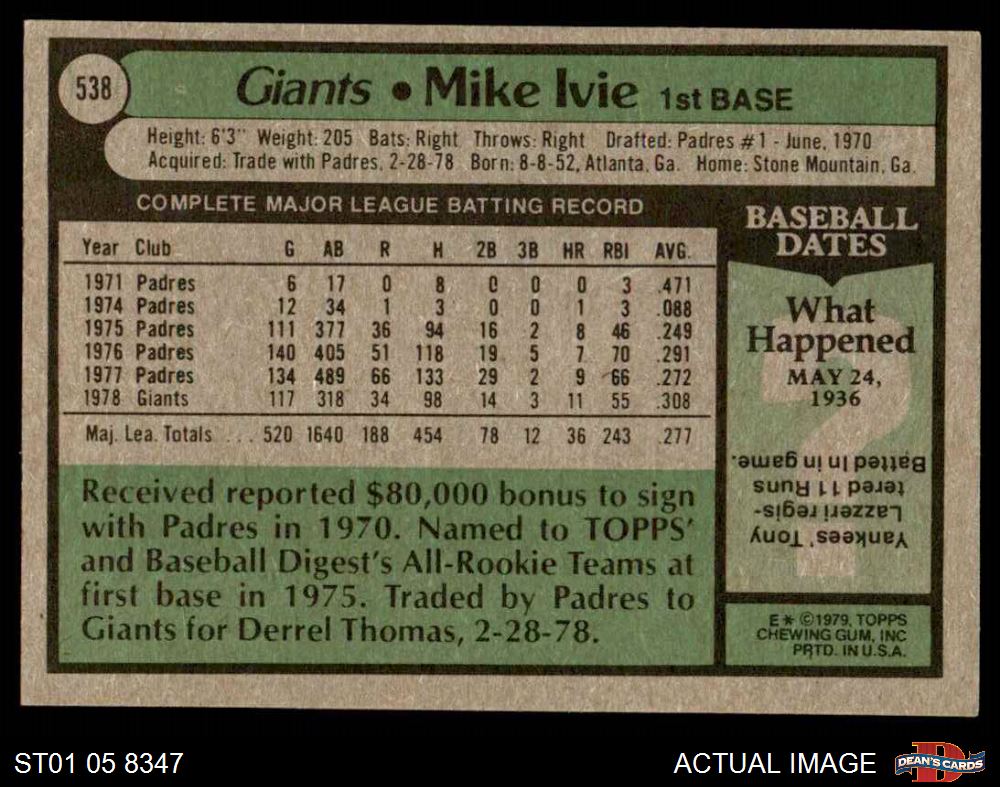 538
Giants • Mike Ivie 1st BASE
Height: 6'3" Weight: 205 Bats: Right Throws: Right Drafted: Padres #1 - June, 1970
Acquired: Trade with Padres, 2-28-78 Born: 8-8-52, Atlanta, Ga. Home: Stone Mountain, Ga.
COMPLETE MAJOR LEAGUE BATTING RECORD
Year Club G AB R H 2B 3B HR RBI AVG.
1971 Padres 6 17 0 8 0 0 0 3 .471
1974 Padres 12 34 1 3 0 0 1 3 .088
1975 Padres 111 377 36 94 16 2 8 46 .249
1976 Padres 140 405 51 118 19 5 7 70 .291
1977 Padres 134 489 66 133 29 2 9 66 .272
1978 Giants 117 318 34 98 14 3 11 55 .308
Maj. Lea. Totals ... 520 1640 188 454 78 12 36 243 .277
Received reported $80,000 bonus to sign
with Padres in 1970. Named to TOPPS'
and Baseball Digest's All-Rookie Teams at
first base in 1975. Traded by Padres to
Giants for Derrel Thomas, 2-28-78.
BASEBALL
DATES
What
Happened
MAY 24,
1936
?
Yankees' Tony
Lazzeri regis-
tered 11 Runs
Batted In in game.
E* ©1979, TOPPS
CHEWING GUM, INC
PRTD. IN U.S.A.
ST01 05 8347
ACTUAL IMAGE
D
DEAN'S CARDS